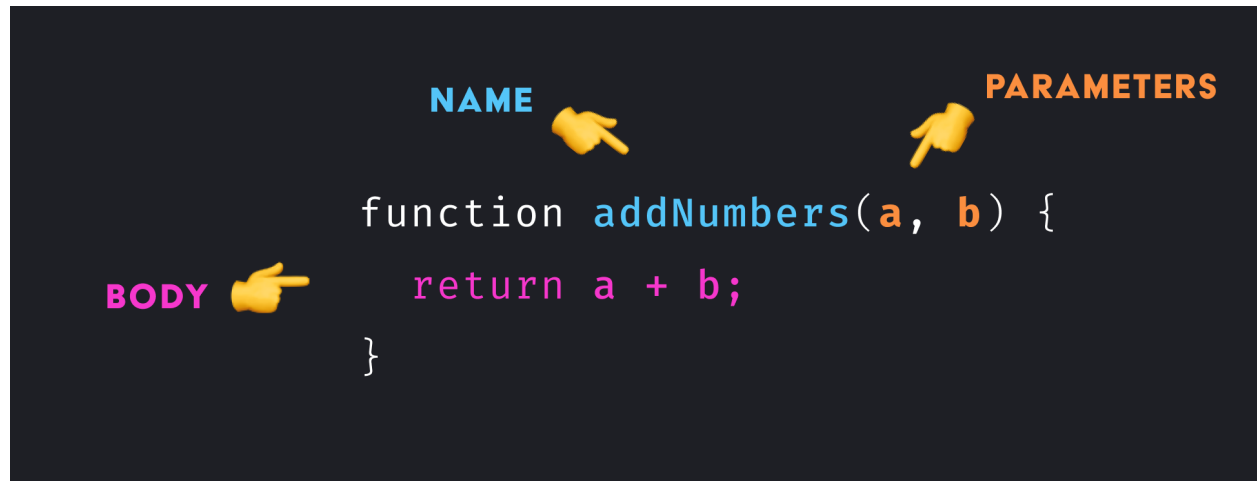 NAME
PARAMETERS
function addNumbers(a, b) {
BODY
return a + b;
}